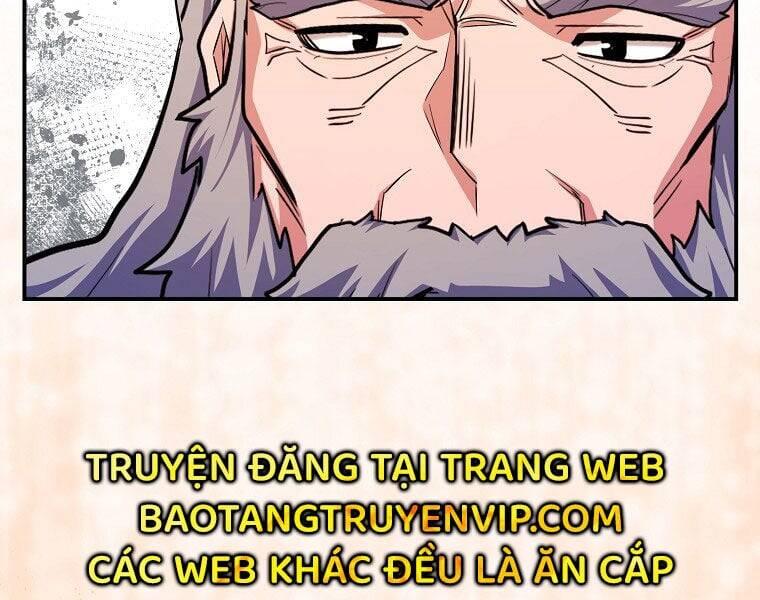 TRUYỆN ĐĂNG TẠI TRANG WEB
BAOTANGTRUYENVIP.COM
CÁC WEB KHÁC ĐỀU LÀ ĂN CẮP